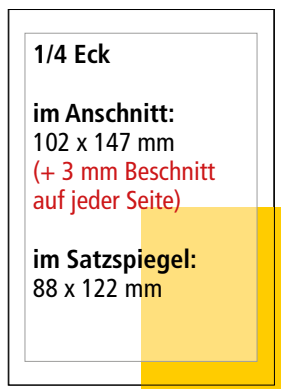 1/4 Eck
im Anschnitt:
102 x 147 mm
(+ 3 mm Beschnitt
auf jeder Seite)
im Satzspiegel:
88 x 122 mm